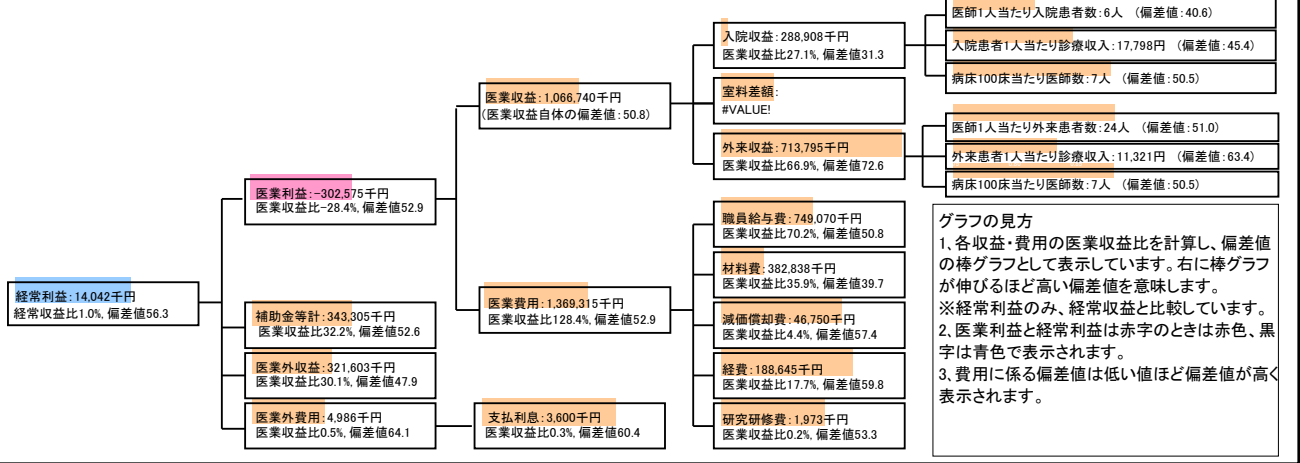 経常利益:14,042千円
経常収益比1.0%, 偏差値56.3
医業利益:-302,575千円
医業収益比-28.4%, 偏差値52.9
補助金等計:343,305千円
医業収益比32.2%, 偏差値52.6
医業外収益:321,603千円
医業収益比30.1%, 偏差値47.9
医業外費用:4,986千円
医業収益比0.5%, 偏差値64.1
医業収益:1,066,740千円
(医業収益自体の偏差値:50.8)
医業費用:1,369,315千円
医業収益比128.4%, 偏差値52.9
支払利息:3,600千円
医業収益比0.3%, 偏差値60.4
入院収益:288,908千円
医業収益比27.1%, 偏差値31.3
室料差額:
#VALUE!
外来収益:713,795千円
医業収益比66.9%, 偏差値72.6
職員給与費:749,070千円
医業収益比70.2%, 偏差値50.8
材料費:382,838千円
医業収益比35.9%, 偏差値39.7
減価償却費:46,750千円
医業収益比4.4%, 偏差値57.4
経費:188,645千円
医業収益比17.7%, 偏差値59.8
研究研修費:1,973千円
医業収益比0.2%, 偏差値53.3
医師1人当たり入院患者数:6人 (偏差値:40.6)
入院患者1人当たり診療収入:17,798円 (偏差値:45.4)
病床100床当たり医師数:7人 (偏差値:50.5)
医師1人当たり外来患者数:24人 (偏差値:51.0)
外来患者1人当たり診療収入:11,321円 (偏差値:63.4)
病床100床当たり医師数:7人 (偏差値:50.5)
グラフの見方
1、各収益・費用の医業収益比を計算し、偏差値
の棒グラフとして表示しています。右に棒グラフ
が伸びるほど高い偏差値を意味します。
※経常利益のみ、経常収益と比較しています。
2、医業利益と経常利益は赤字のときは赤色、黒
字は青色で表示されます。
3、費用に係る偏差値は低い値ほど偏差値が高く
表示されます。